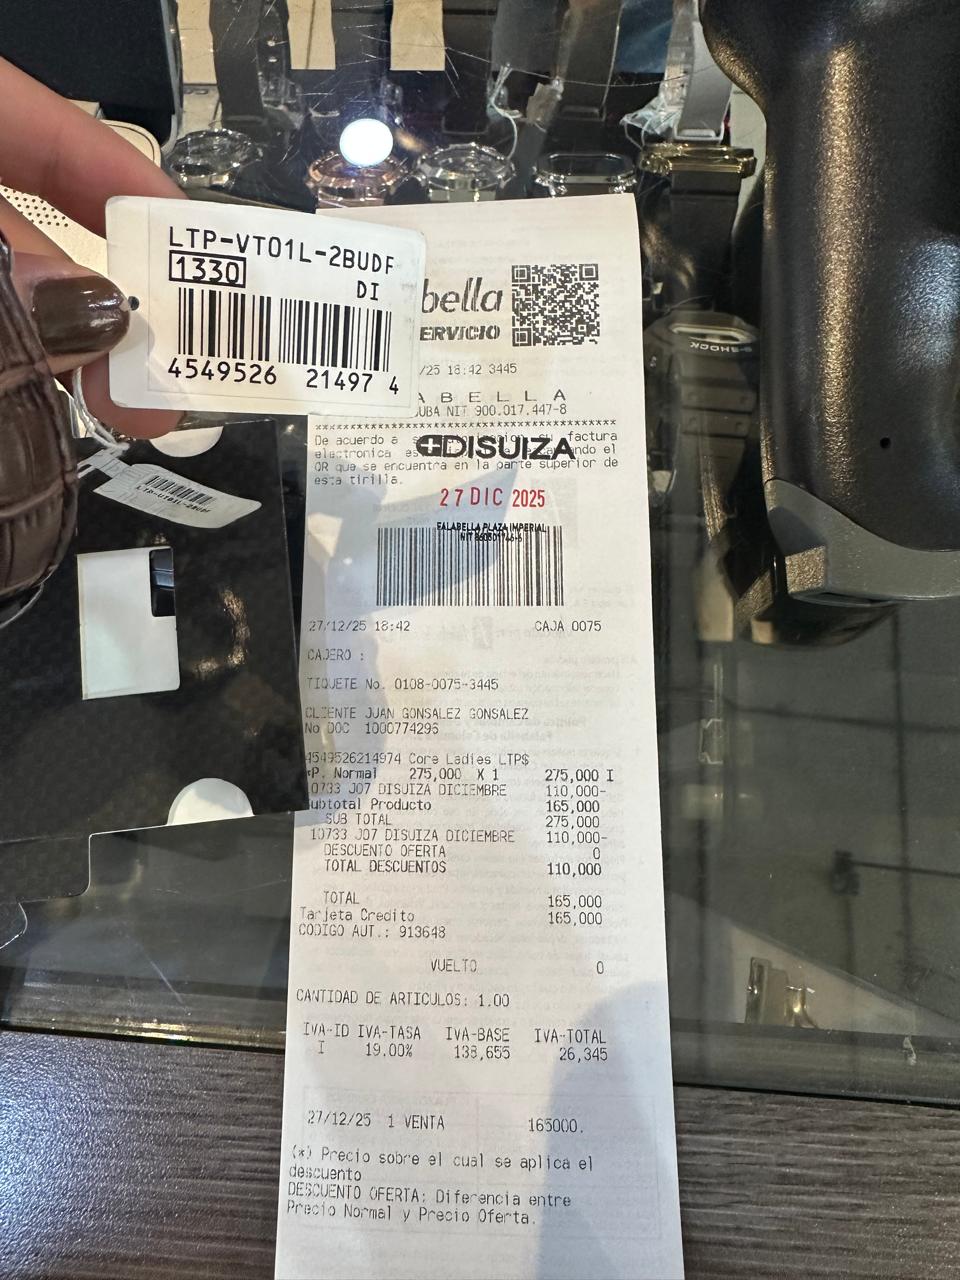 LTP-VT01L-2BUDF
1330
DI
4549526 21497 4
LTP-VT01L-2BUDF
G-SHOCK
bella
ERVICIO
/25 18:42 3445
ABELLA
UBA NIT 900.017.447-8
De acuerdo a factura
electronica el
QR que se encuentra en la parte superior de
esta tirilla.
DISUIZA
27 DIC 2025
FALABELLA PLAZA IMPERIAL
NIT
27/12/25 18:42 CAJA 0075
CAJERO :
TIQUETE No. 0108-0075-3445
CLIENTE JUAN GONSALEZ GONSALEZ
No DOC 1000774296
4549526214974 Core Ladies LTP$
*P. Normal 275,000 X 1 275,000 I
10733 J07 DISUIZA DICIEMBRE 110,000-
Subtotal Producto 165,000
SUB TOTAL 275,000
10733 J07 DISUIZA DICIEMBRE 110,000-
DESCUENTO OFERTA 0
TOTAL DESCUENTOS 110,000
TOTAL 165,000
Tarjeta Credito 165,000
CODIGO AUT.: 913648
VUELTO 0
CANTIDAD DE ARTICULOS: 1.00
IVA-ID IVA-TASA IVA-BASE IVA-TOTAL
I 19.00% 138,655 26,345
27/12/25 1 VENTA 165000.
(*) Precio sobre el cual se aplica el
descuento
DESCUENTO OFERTA: Diferencia entre
Precio Normal y Precio Oferta.